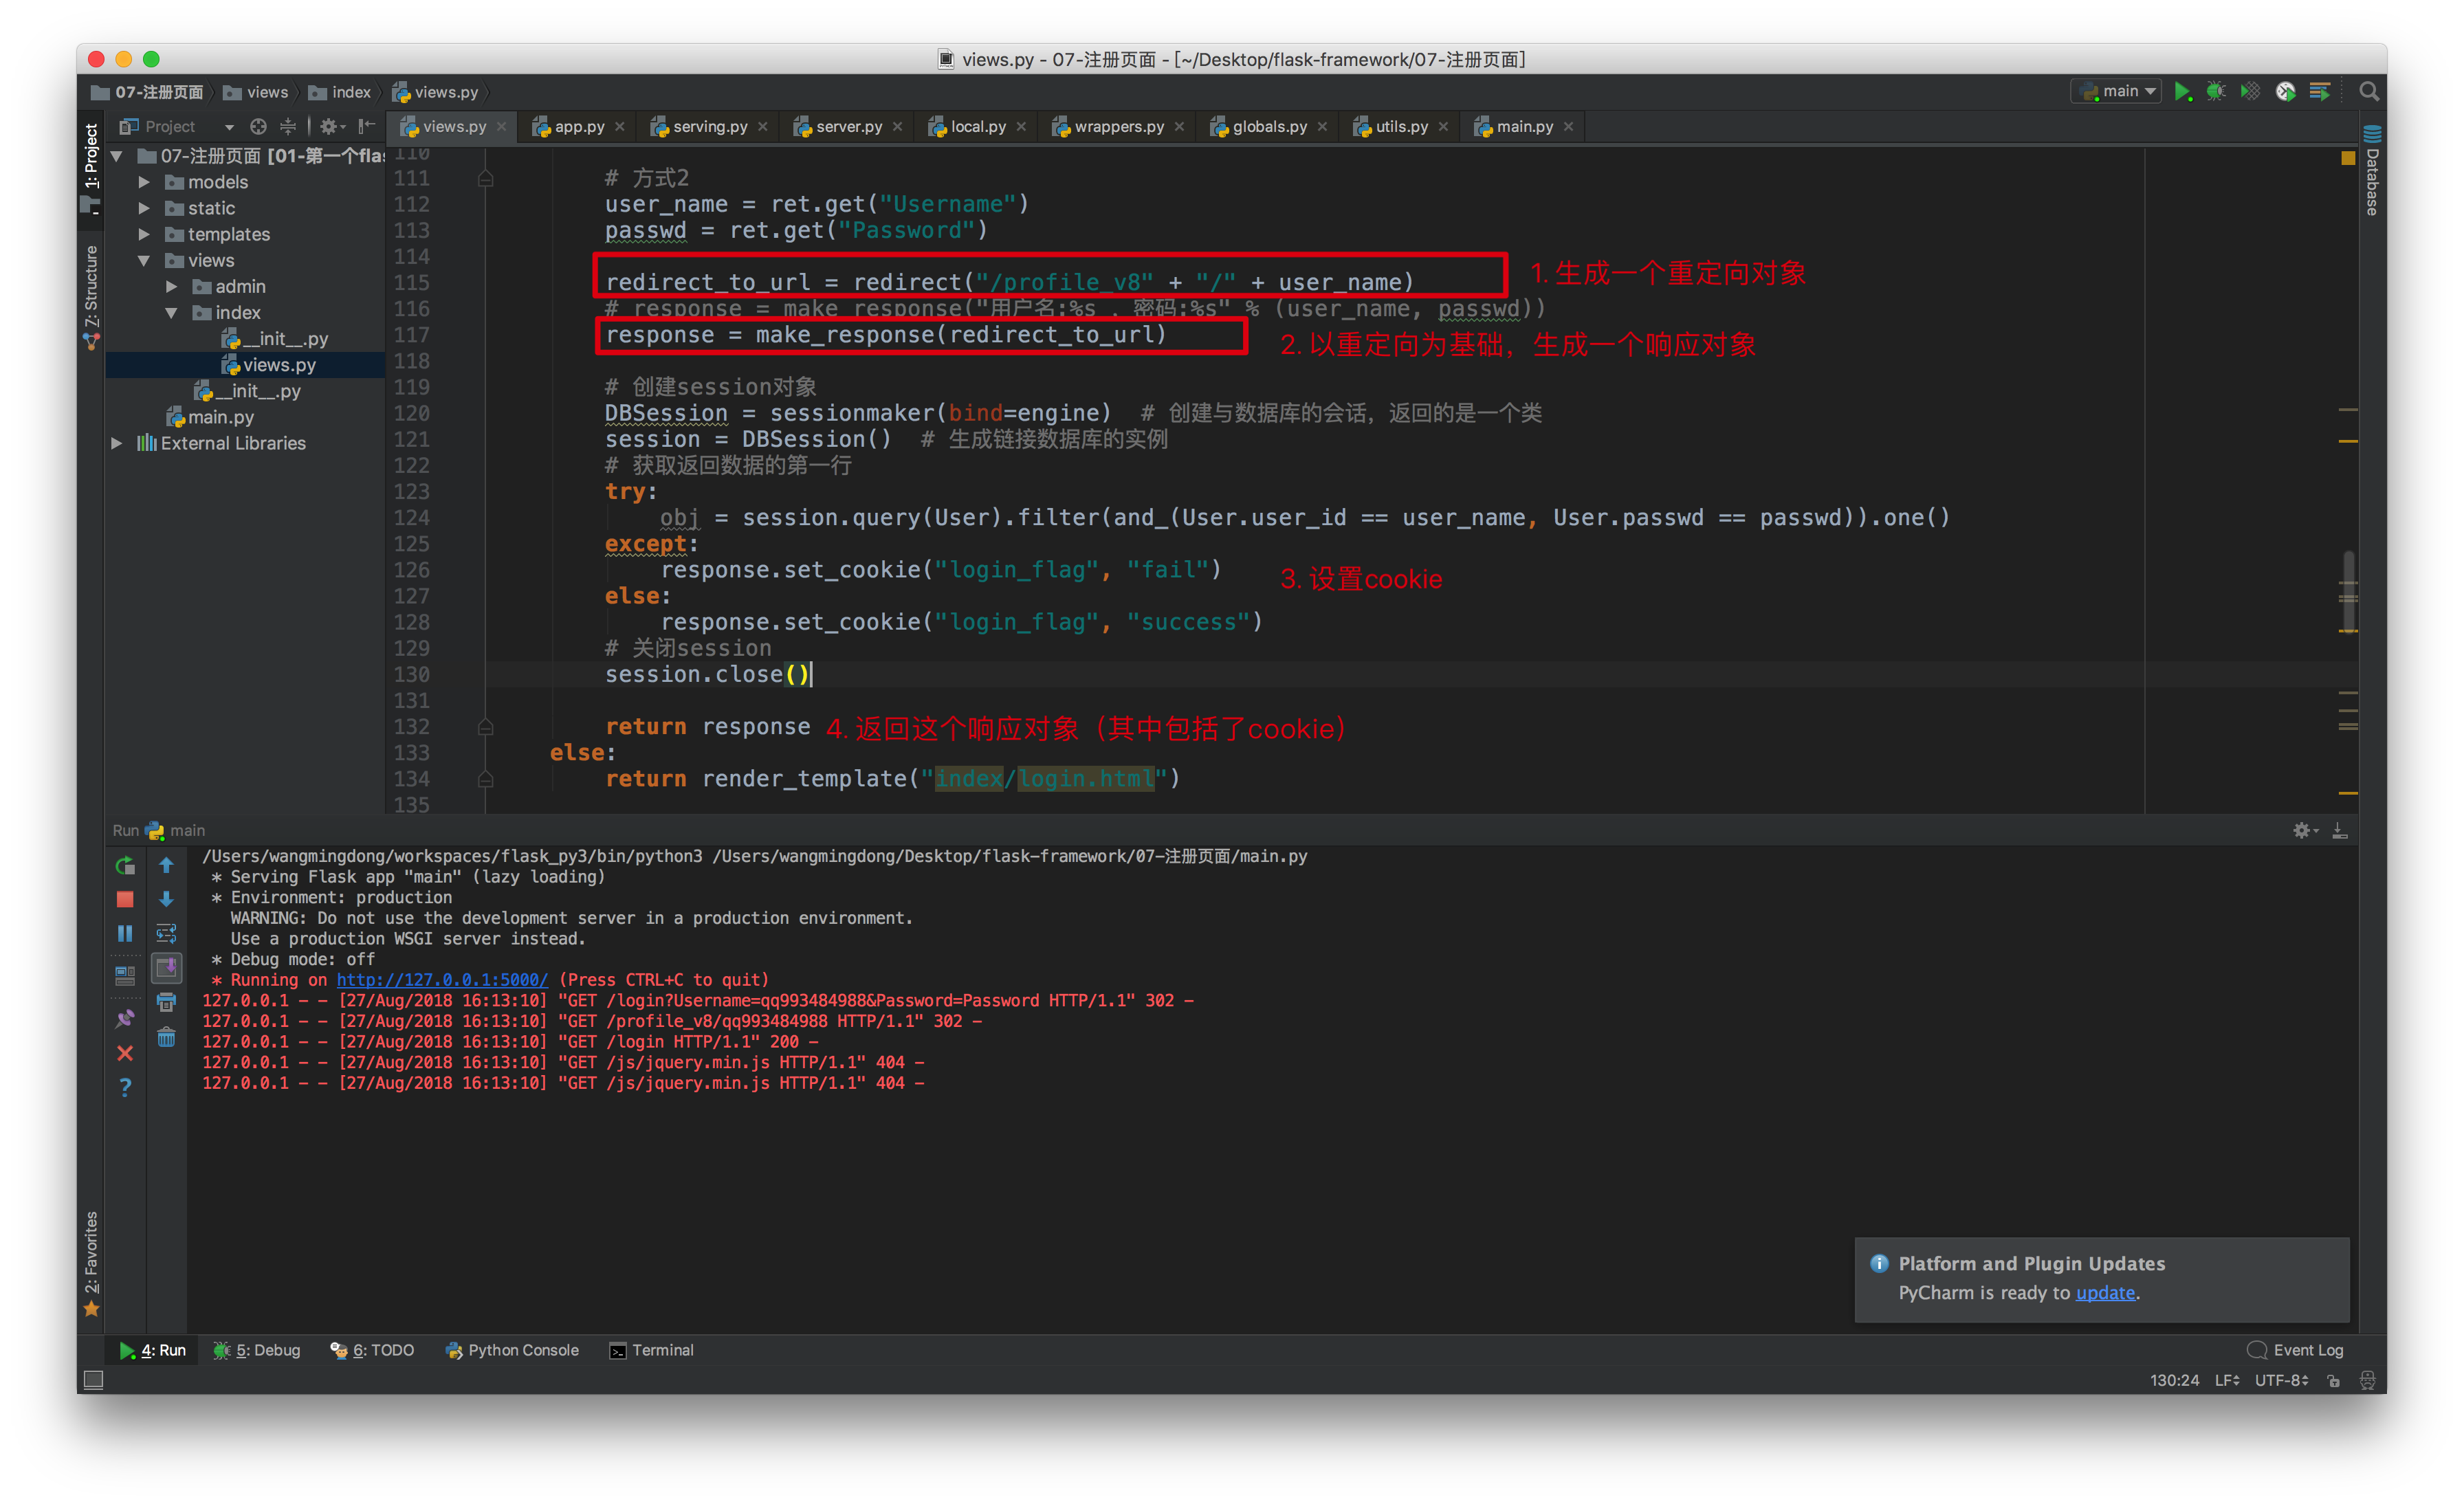 views.py - 07-注册页面 - [~/Desktop/flask-framework/07-注册页面]
07-注册页面 views index views.py
main
1: Project
Project
views.py app.py serving.py server.py local.py wrappers.py globals.py utils.py main.py
Database
07-注册页面 [01-第一个flas
models
static
templates
views
admin
index
__init__.py
views.py
__init__.py
main.py
External Libraries
Z: Structure
110
111 # 方式2
112 user_name = ret.get("Username")
113 passwd = ret.get("Password")
114
115 redirect_to_url = redirect("/profile_v8" + "/" + user_name) 1. 生成一个重定向对象
116 # response = make_response("用户名:%s , 密码:%s" % (user_name, passwd))
117 response = make_response(redirect_to_url) 2. 以重定向为基础，生成一个响应对象
118
119 # 创建session对象
120 DBSession = sessionmaker(bind=engine) # 创建与数据库的会话，返回的是一个类
121 session = DBSession() # 生成链接数据库的实例
122 # 获取返回数据的第一行
123 try:
124 obj = session.query(User).filter(and_(User.user_id == user_name, User.passwd == passwd)).one()
125 except:
126 response.set_cookie("login_flag", "fail") 3. 设置cookie
127 else:
128 response.set_cookie("login_flag", "success")
129 # 关闭session
130 session.close()
131
132 return response 4. 返回这个响应对象（其中包括了cookie）
133 else:
134 return render_template("index/login.html")
135
Run main
/Users/wangmingdong/workspaces/flask_py3/bin/python3 /Users/wangmingdong/Desktop/flask-framework/07-注册页面/main.py
* Serving Flask app "main" (lazy loading)
* Environment: production
WARNING: Do not use the development server in a production environment.
Use a production WSGI server instead.
* Debug mode: off
* Running on http://127.0.0.1:5000/ (Press CTRL+C to quit)
127.0.0.1 - - [27/Aug/2018 16:13:10] "GET /login?Username=qq993484988&Password=Password HTTP/1.1" 302 -
127.0.0.1 - - [27/Aug/2018 16:13:10] "GET /profile_v8/qq993484988 HTTP/1.1" 302 -
127.0.0.1 - - [27/Aug/2018 16:13:10] "GET /login HTTP/1.1" 200 -
127.0.0.1 - - [27/Aug/2018 16:13:10] "GET /js/jquery.min.js HTTP/1.1" 404 -
127.0.0.1 - - [27/Aug/2018 16:13:10] "GET /js/jquery.min.js HTTP/1.1" 404 -
2: Favorites
Platform and Plugin Updates
PyCharm is ready to update.
4: Run 5: Debug 6: TODO Python Console Terminal Event Log
130:24 LF UTF-8